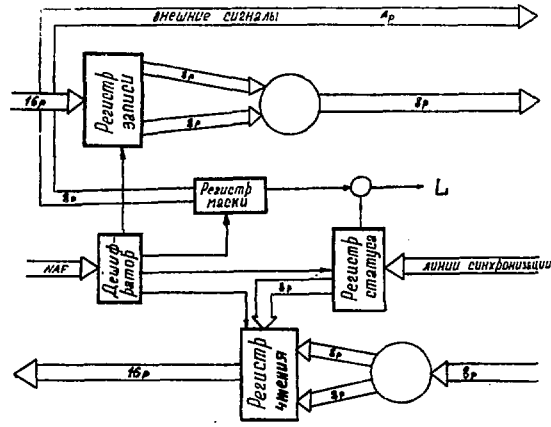 внешние сигналы
Ар
16р
Регистр
записи
8р
8р
8р
8р
Регистр
маски
L
NAF
Дешиф-
ратор
Регистр
статуса
линии синхронизации
8р
16р
Регистр
чтения
8р
8р
8р